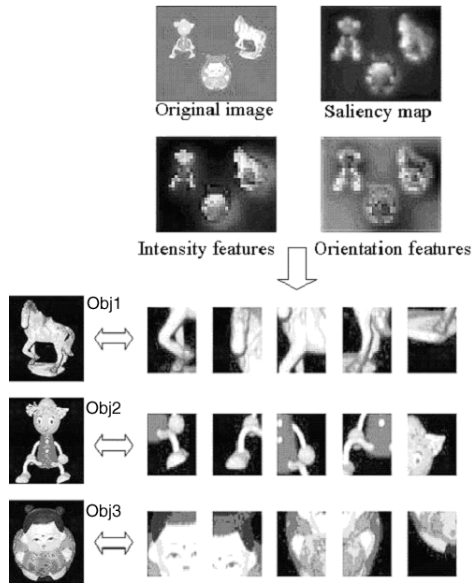 Original image
Saliency map
Intensity features
Orientation features
Obj1
Obj2
Obj3